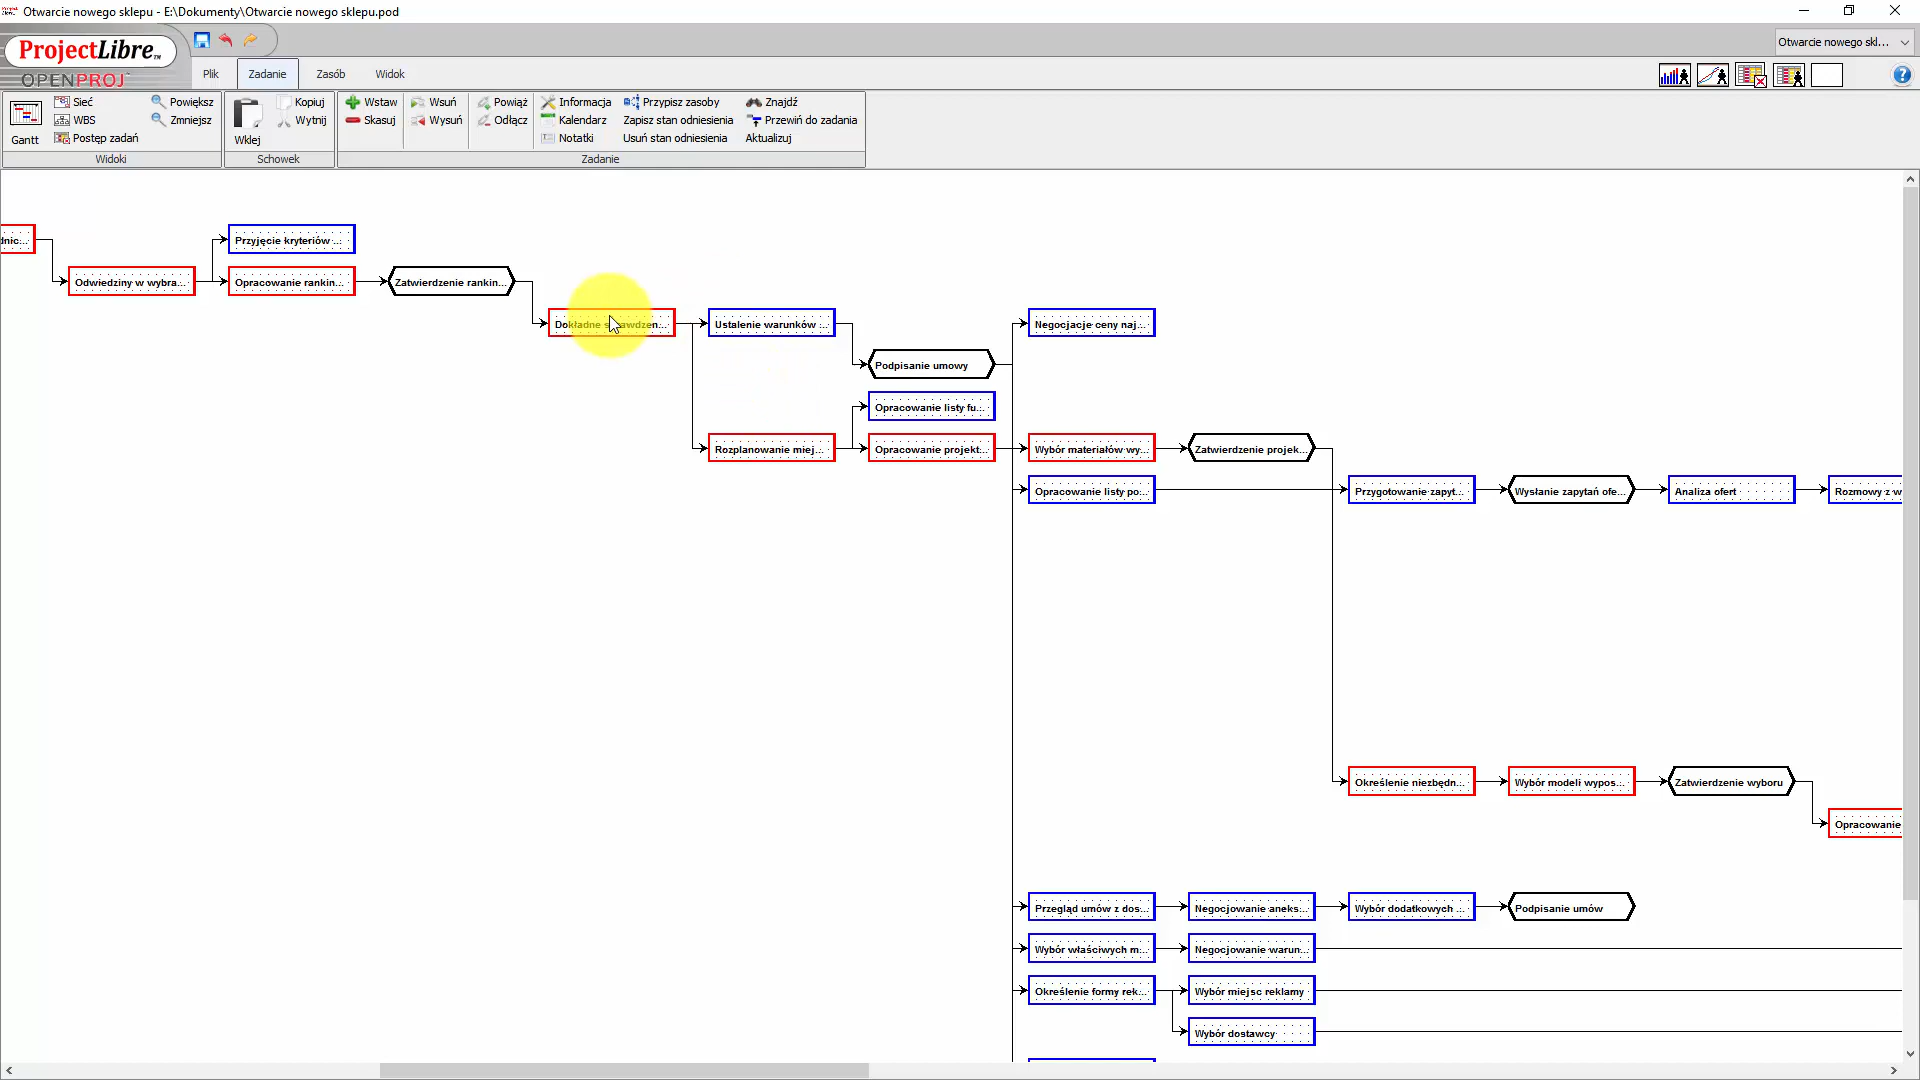 Otwarcie nowego sklepu - E:\Dokumenty\Otwarcie nowego sklepu.pod
ProjectLibre TM
OPENPROJ
Otwarcie nowego skl...
Plik
Zadanie
Zasób
Widok
Gantt
Sieć
WBS
Postęp zadań
Powiększ
Zmniejsz
Widoki
Wklej
Kopiuj
Wytnij
Schowek
Wstaw
Skasuj
Wsuń
Wysuń
Powiąż
Odłącz
Informacja
Kalendarz
Notatki
Przypisz zasoby
Zapisz stan odniesienia
Usuń stan odniesienia
Znajdź
Przewiń do zadania
Aktualizuj
Zadanie
dnic...
Przyjęcie kryteriów ...
Odwiedziny w wybra...
Opracowanie rankin...
Zatwierdzenie rankin...
Dokładne sprawdzen...
Ustalenie warunków ...
Negocjacje ceny naj...
Podpisanie umowy
Opracowanie listy fu...
Rozplanowanie miej...
Opracowanie projekt...
Wybór materiałów wy...
Zatwierdzenie projek...
Opracowanie listy po...
Przygotowanie zapyt...
Wysłanie zapytań ofe...
Analiza ofert
Rozmowy z w
Określenie niezbędn...
Wybór modeli wypos...
Zatwierdzenie wyboru
Opracowanie
Przegląd umów z dos...
Negocjowanie aneks...
Wybór dodatkowych ...
Podpisanie umów
Wybór właściwych m...
Negocjowanie warun...
Określenie formy rek...
Wybór miejsc reklamy
Wybór dostawcy